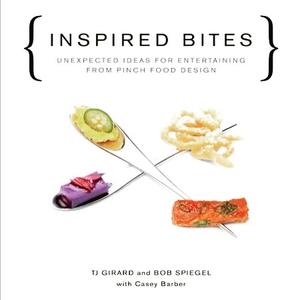 { INSPIRED BITES }
UNEXPECTED IDEAS FOR ENTERTAINING
FROM PINCH FOOD DESIGN
TJ GIRARD and BOB SPIEGEL
with Casey Barber